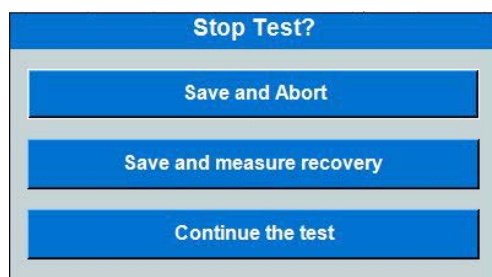 Stop Test?
Save and Abort
Save and measure recovery
Continue the test